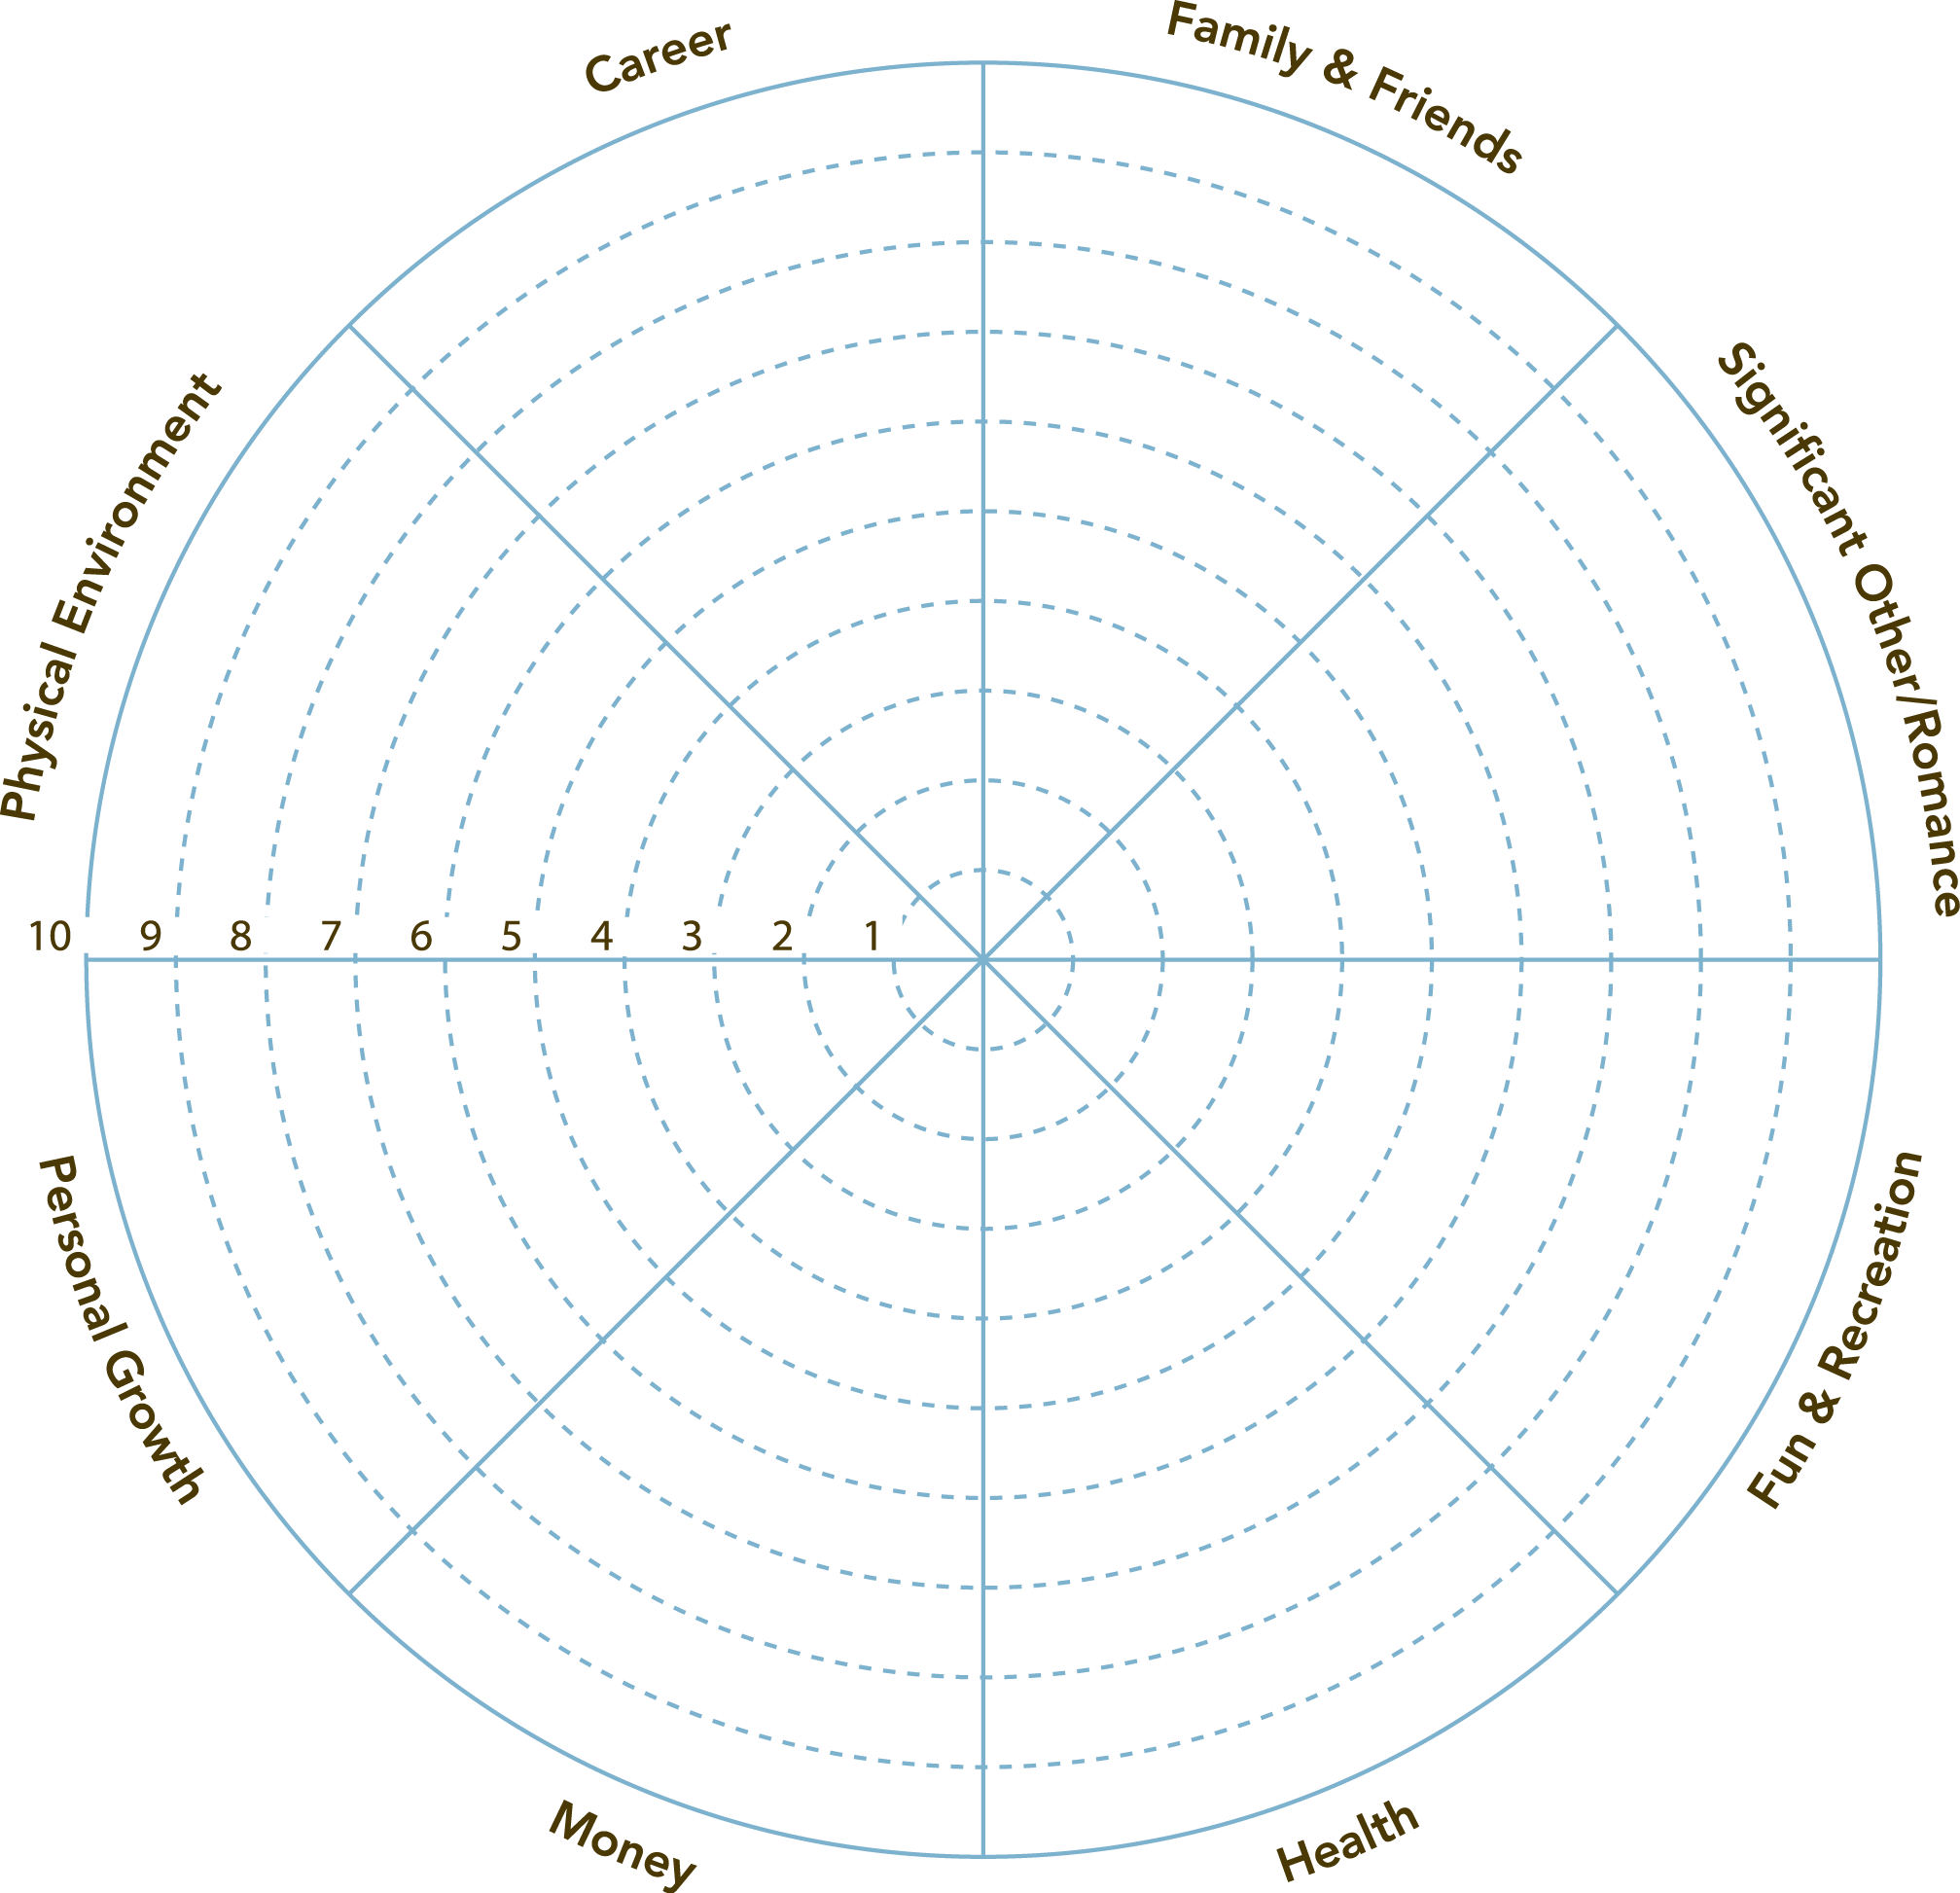 Career
Family & Friends
Significant Other/Romance
Physical Environment
10 9 8 7 6 5 4 3 2 1
Personal Growth
Fun & Recreation
Money
Health